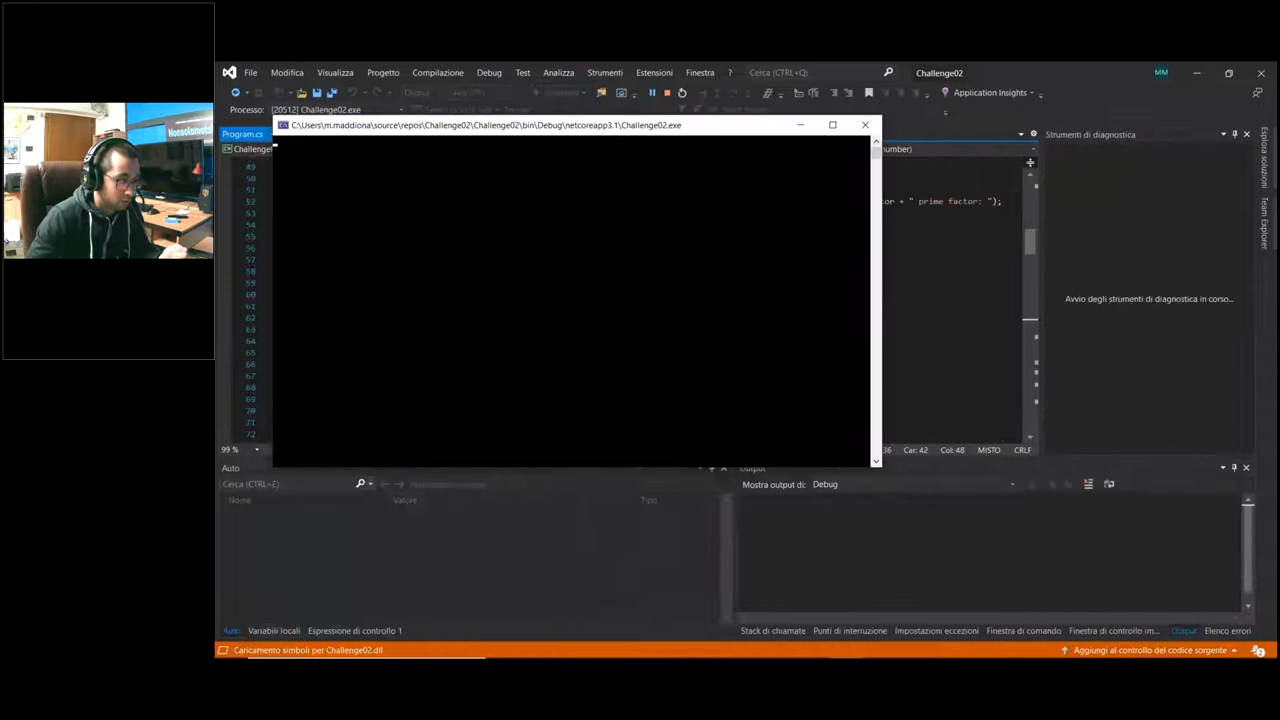 Nonsolomoto
File Modifica Visualizza Progetto Compilazione Debug Test Analizza Strumenti Estensioni Finestra ? Cerca (CTRL+Q) Challenge02 MM
Application Insights
Processo: [20512] Challenge02.exe
Program.cs
C:\Users\m.maddiona\source\repos\Challenge02\Challenge02\bin\Debug\netcoreapp3.1\Challenge02.exe
Strumenti di diagnostica
number)
49
50
51
52
tor + " prime factor: ");
53
54
55
56
57
58
59
60
61
62
63
64
65
66
67
68
69
70
71
72
Avvio degli strumenti di diagnostica in corso...
Esplora soluzioni
Team Explorer
99 %
36 Car: 42 Col: 48 MISTO CRLF
Auto
Cerca (CTRL+E)
Nome Valore Tipo
Output
Mostra output di: Debug
Auto Variabili locali Espressione di controllo 1
Stack di chiamate Punti di interruzione Impostazioni eccezioni Finestra di comando Finestra di controllo im... Output Elenco errori
Caricamento simboli per Challenge02.dll
Aggiungi al controllo del codice sorgente
2